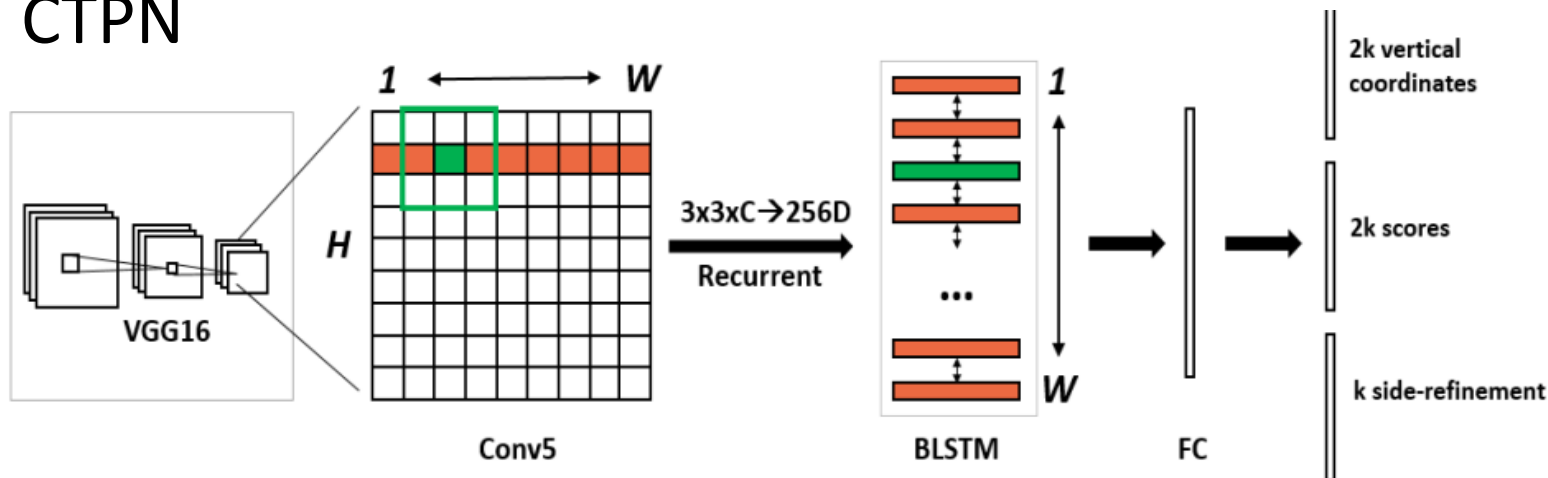 CTPN
1 W
H
VGG16
Conv5
3x3xC→256D
Recurrent
1
...
W
BLSTM
FC
2k vertical
coordinates
2k scores
k side-refinement